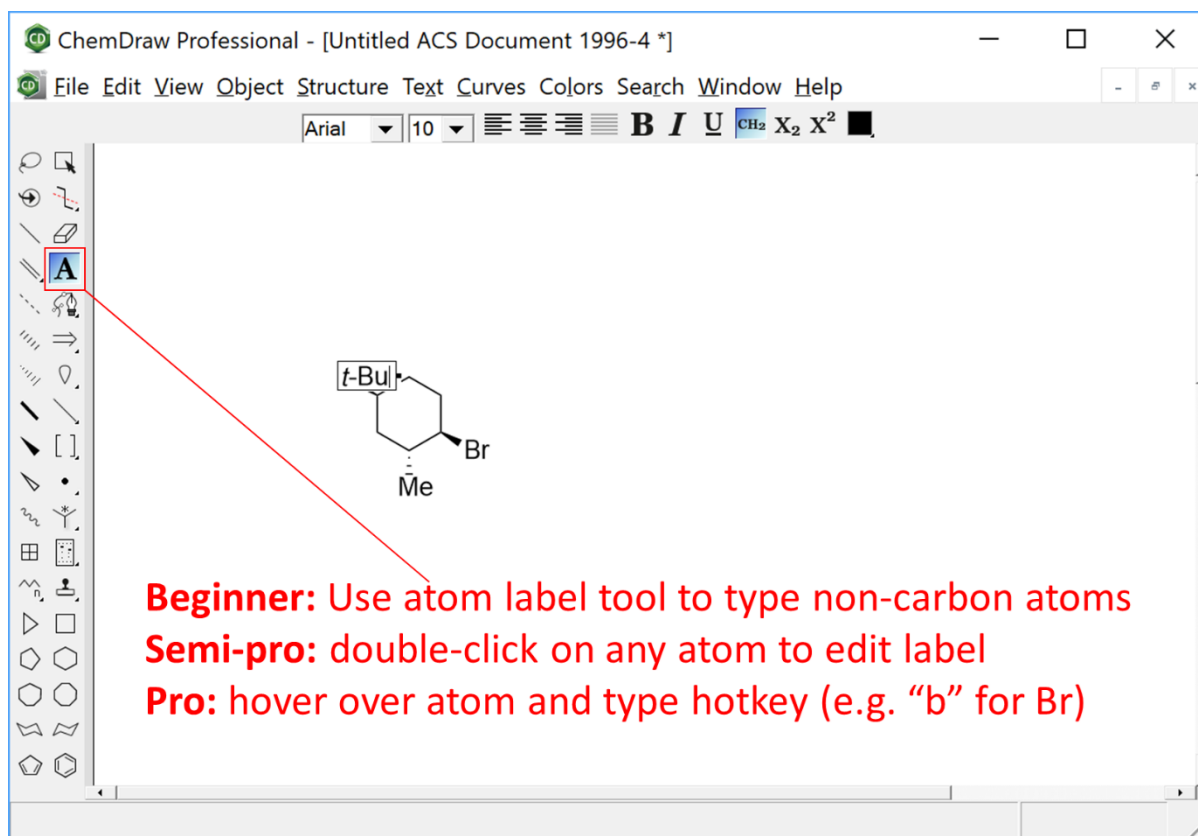 ChemDraw Professional - [Untitled ACS Document 1996-4 *]
File Edit View Object Structure Text Curves Colors Search Window Help
Arial 10 B I U CH₂ X₂ X²
A
t-Bu
Br
Me
n
Beginner: Use atom label tool to type non-carbon atoms
Semi-pro: double-click on any atom to edit label
Pro: hover over atom and type hotkey (e.g. “b” for Br)